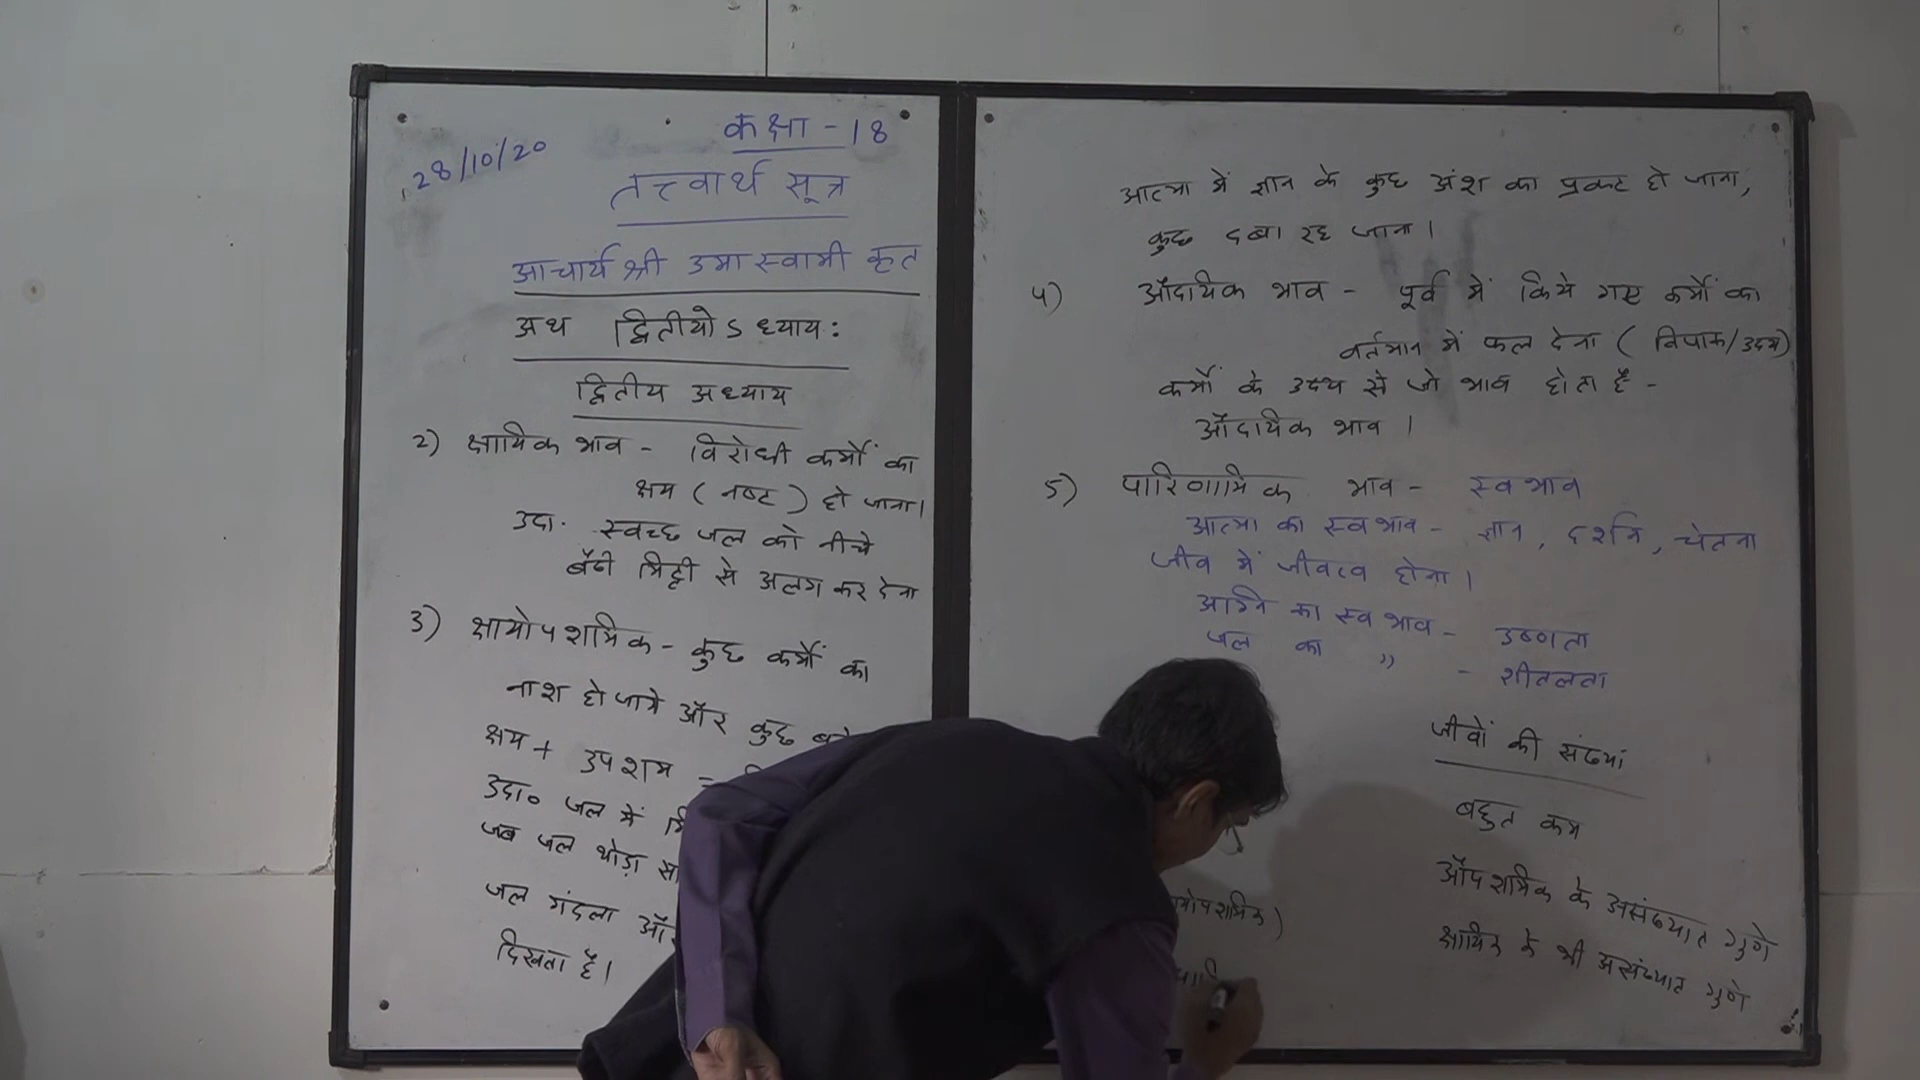 कक्षा - 18
28/10/20
तत्त्वार्थ सूत्र
आचार्य श्री उमास्वामी कृत
अथ द्वितीयोऽध्याय:
द्वितीय अध्याय
2) क्षायिक भाव - विरोधी कर्मों का
क्षय (नष्ट) हो जाना।
उदा. स्वच्छ जल को नीचे
बैठी मिट्टी से अलग कर देना
3) क्षायोपशमिक - कुछ कर्मों का
नाश हो जाये और कुछ
क्षय + उपशम =
उदा० जल में
जब जल थोड़ा
जल गंदला
दिखता है।
आत्मा में ज्ञान के कुछ अंश का प्रकट हो जाना,
कुछ दबा रह जाना।
4) औदायिक भाव - पूर्व में किये गए कर्मों का
वर्तमान में फल देना (विपाक/उदय)
कर्मों के उदय से जो भाव होता है -
औदायिक भाव।
5) पारिणामिक भाव - स्वभाव
आत्मा का स्वभाव - ज्ञान, दर्शन, चेतना
जीव में जीवत्व होना।
अग्नि का स्वभाव - उष्णता
जल का " - शीतलता
जीवों की संख्या
बहुत कम
औपशमिक के असंख्यात गुणे
क्षायिक के भी असंख्यात गुणे